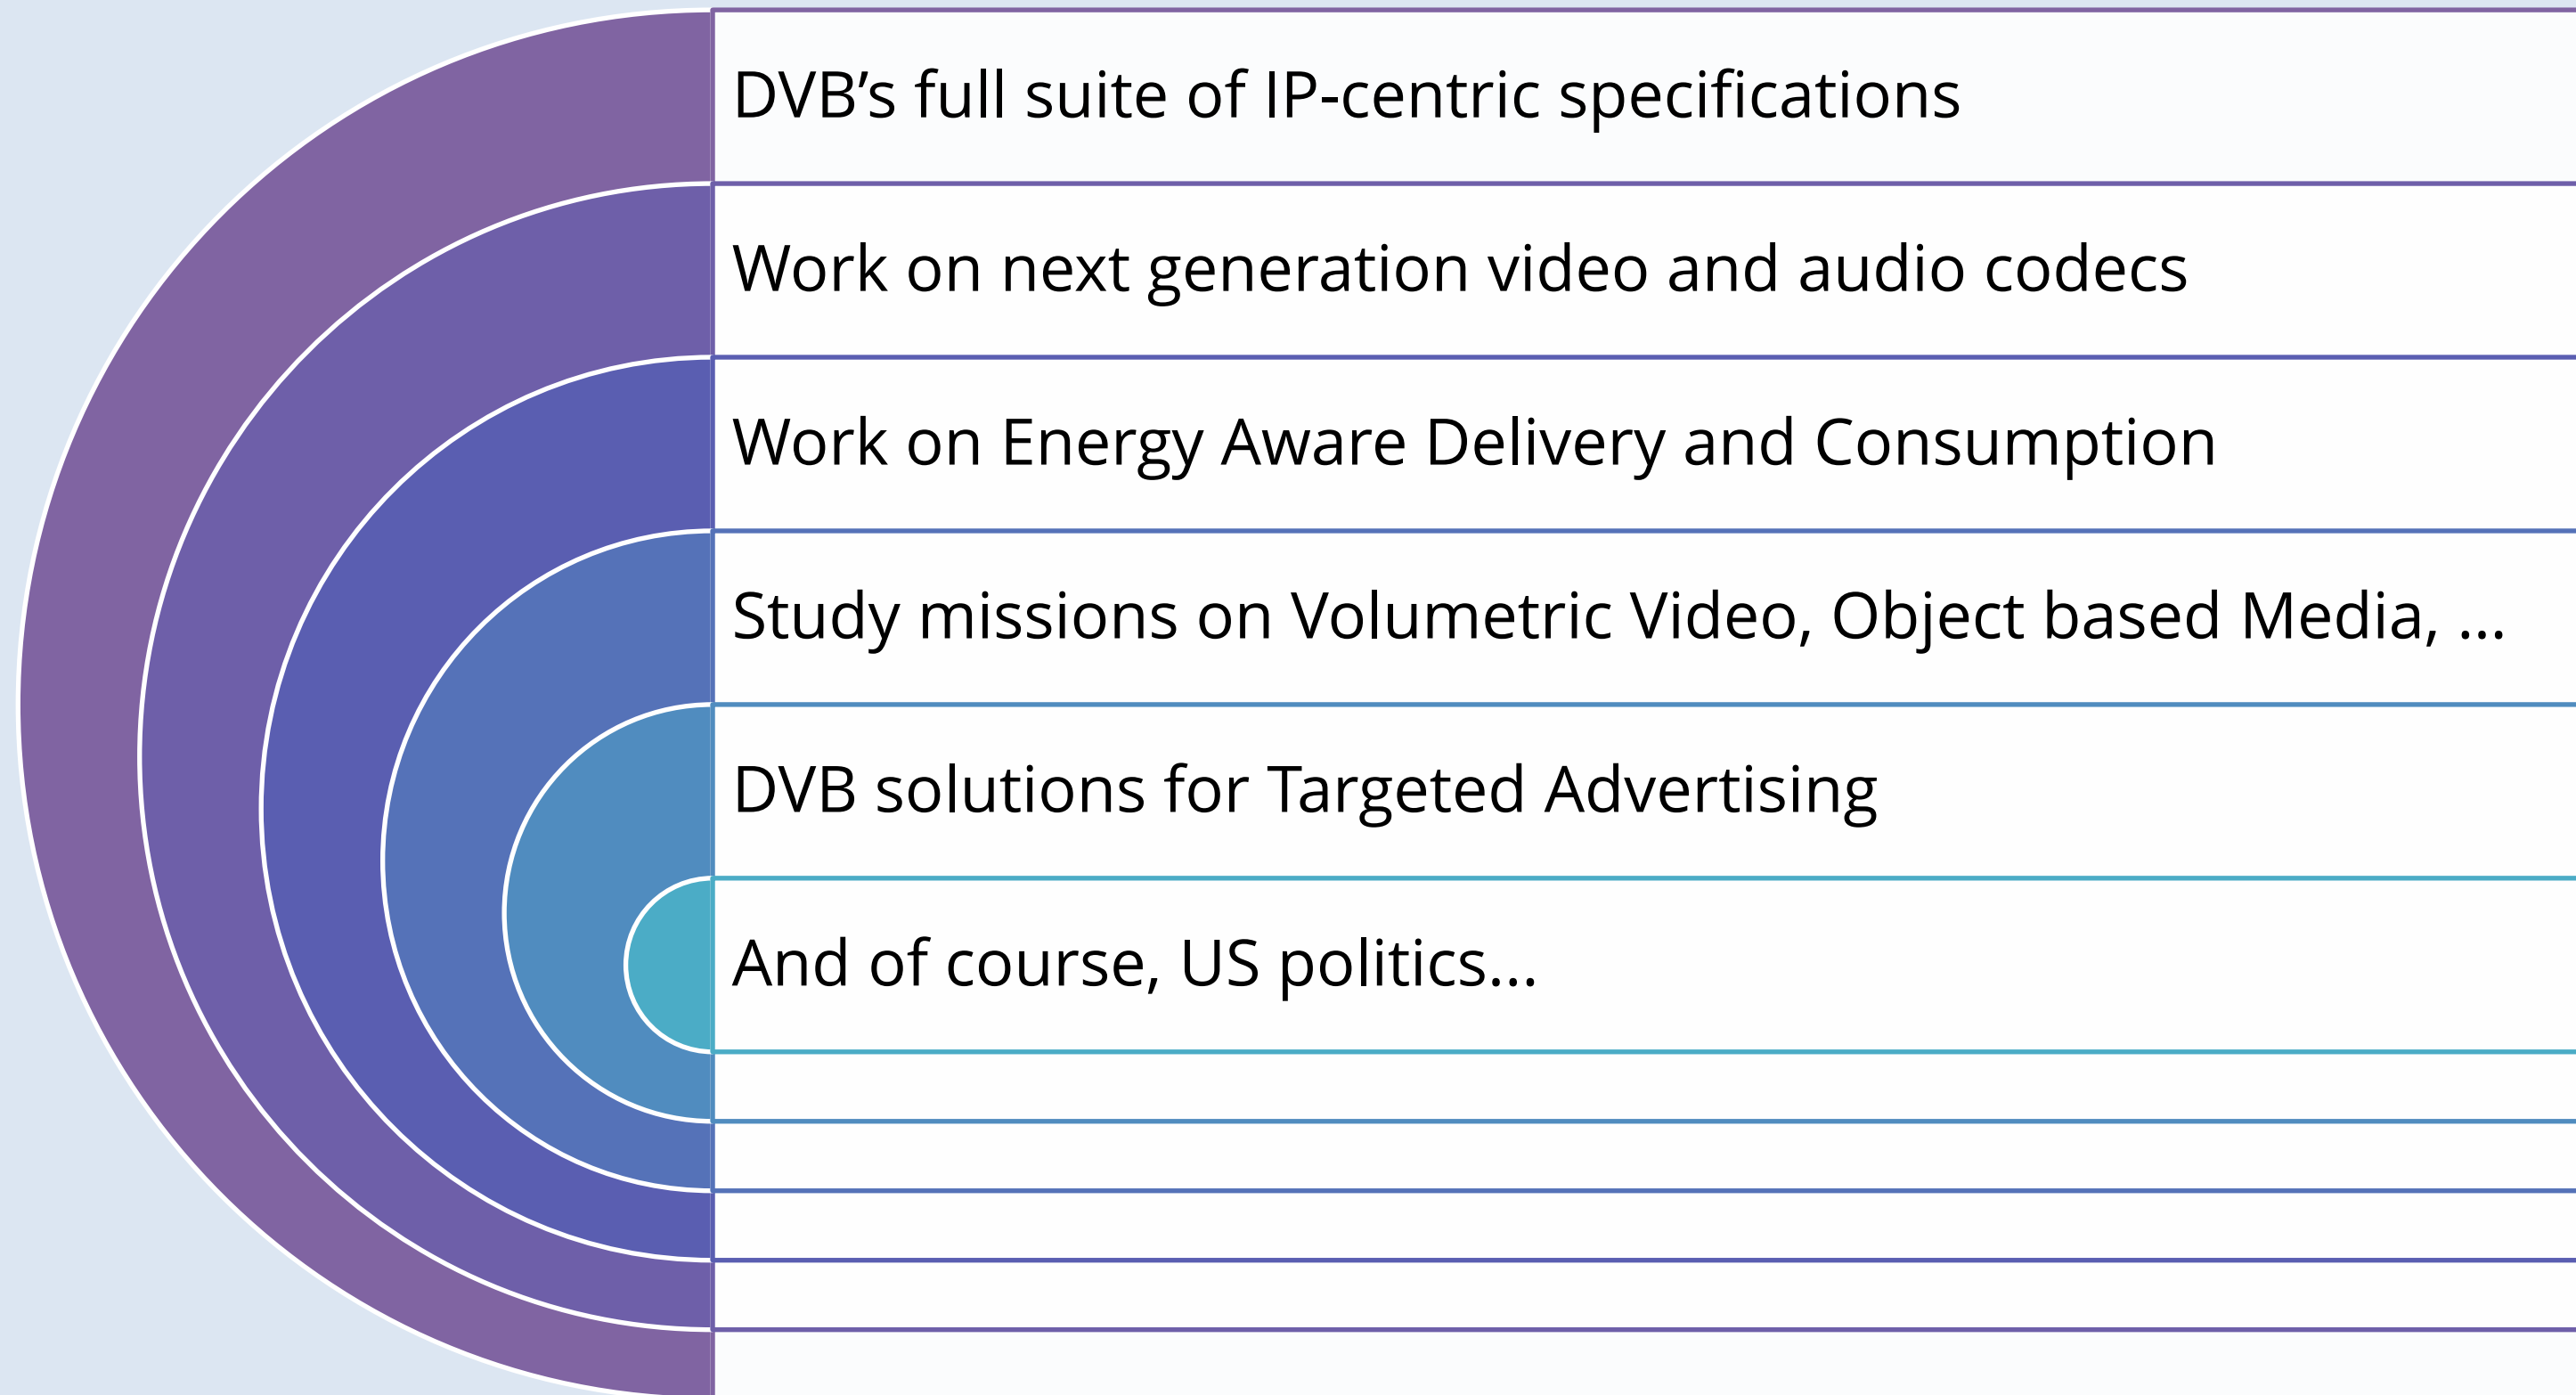 DVB’s full suite of IP-centric specifications
Work on next generation video and audio codecs
Work on Energy Aware Delivery and Consumption
Study missions on Volumetric Video, Object based Media, ...
DVB solutions for Targeted Advertising
And of course, US politics...